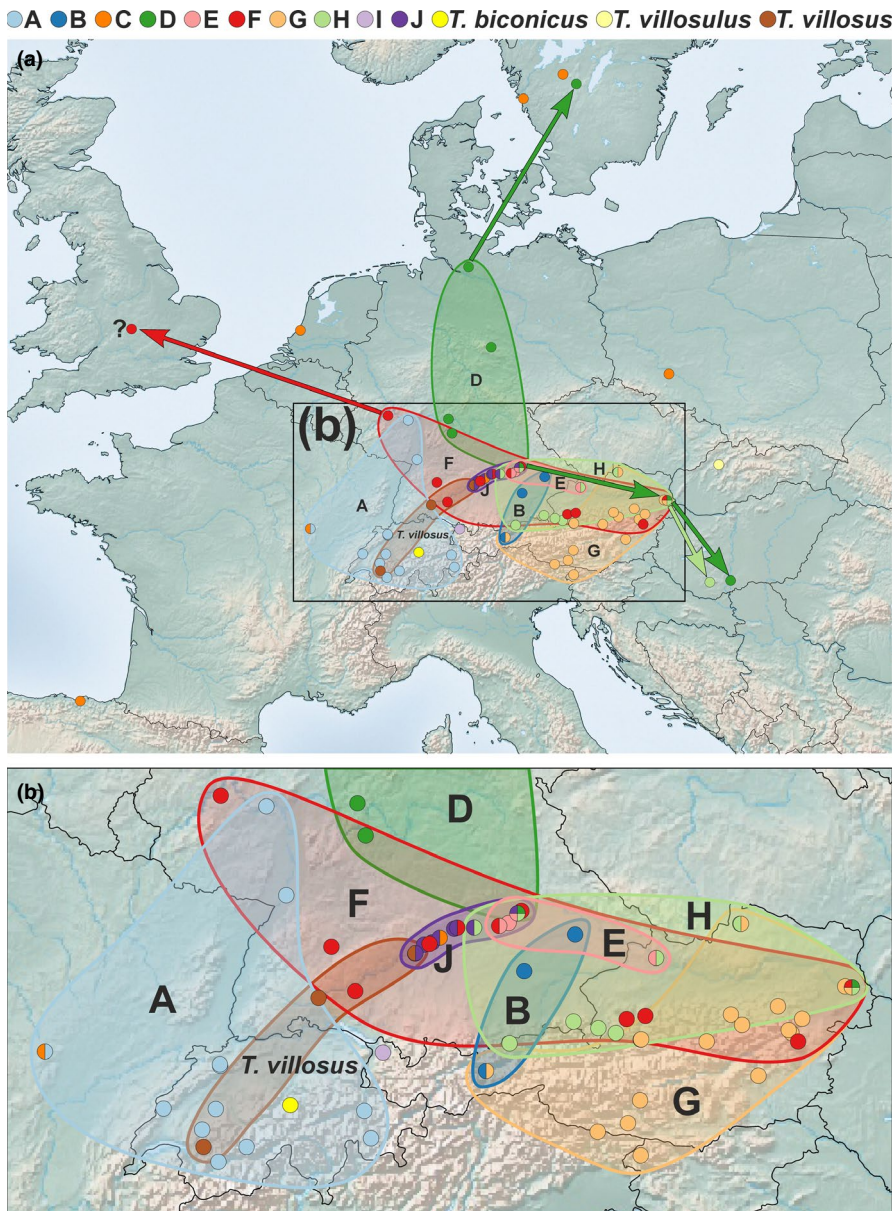 A B C D E F G H I J T. biconicus T. villosulus T. villosus
(a)
?
D
(b)
F
H
J
E
A
B
T. villosus
G
(b)
D
F
H
J
E
A
B
T. villosus
G